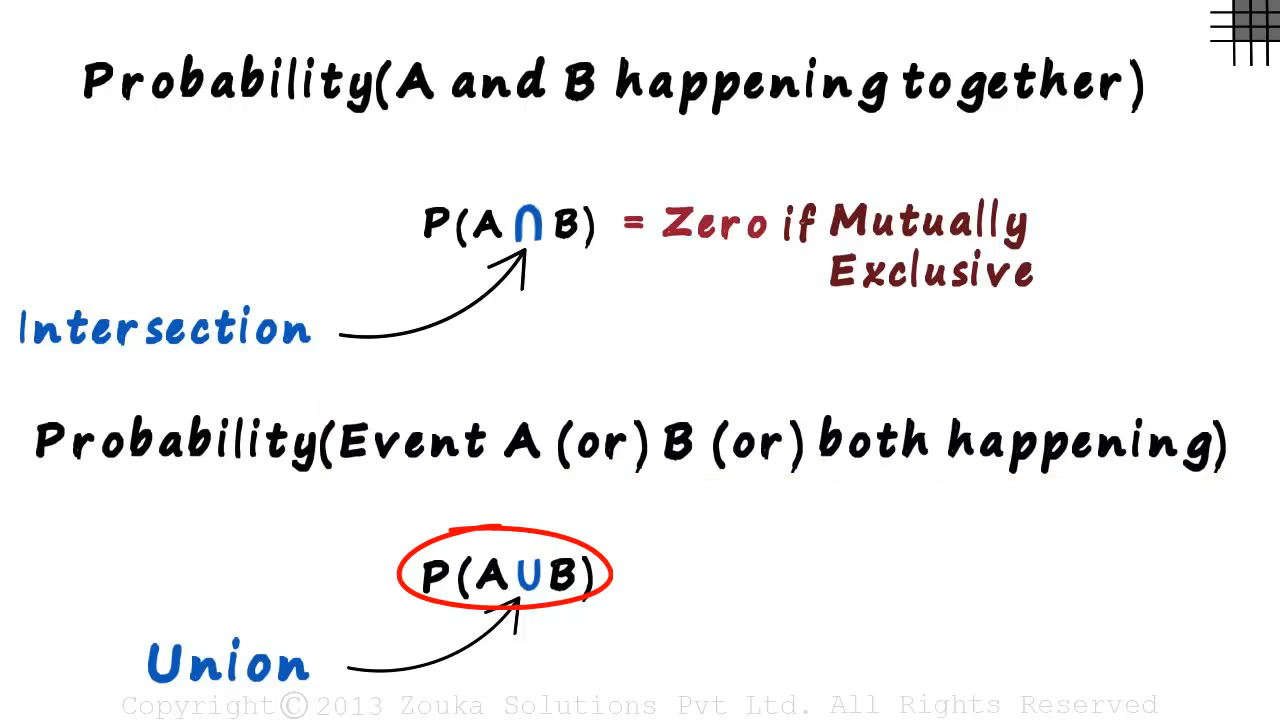 Probability(A and B happening together)
P(A ∩ B) = Zero if Mutually
Exclusive
Intersection
Probability(Event A (or) B (or) both happening)
P(A ∪ B)
Union
Copyright© 2013 Zouka Solutions Pvt Ltd. All Rights Reserved